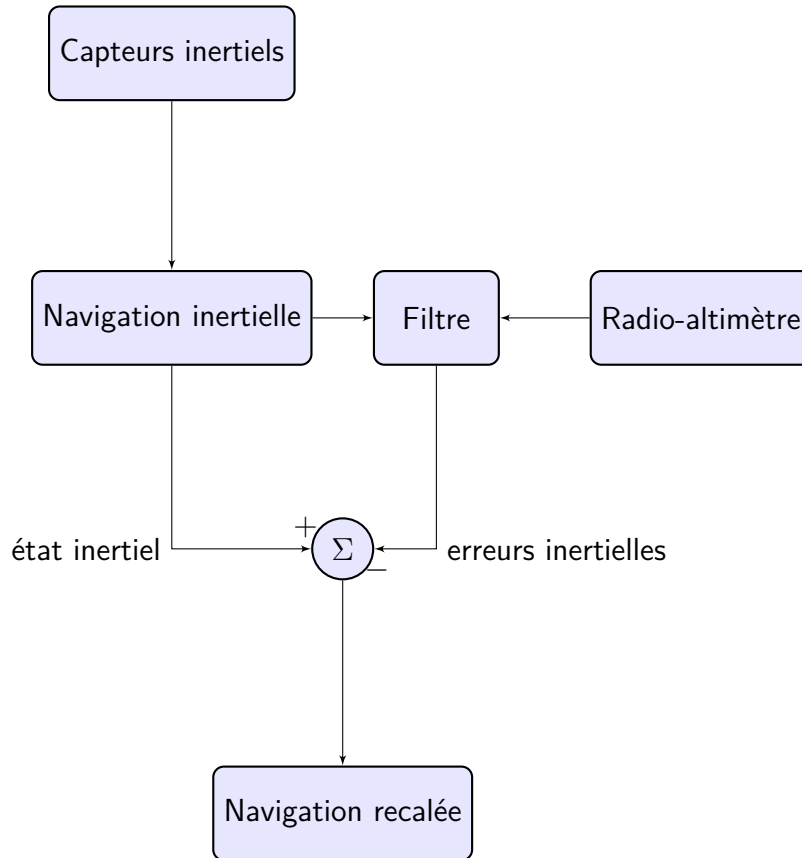 Capteurs inertiels
Navigation inertielle
Filtre
Radio-altimètre
+
état inertiel
Σ
erreurs inertielles
−
Navigation recalée